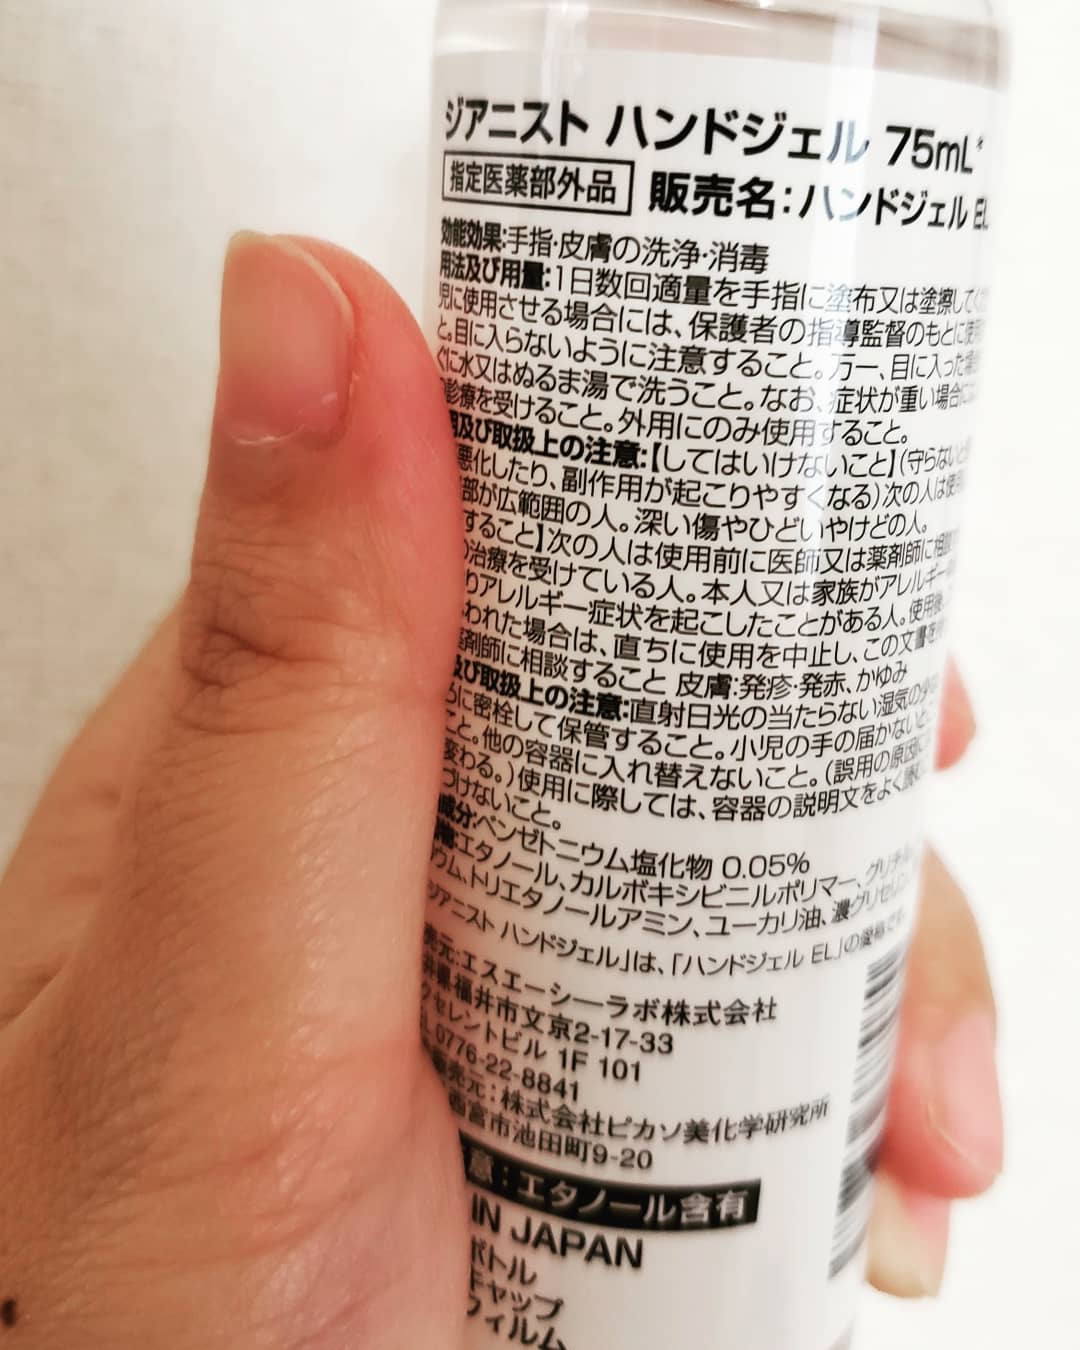 ジアニスト ハンドジェル 75mL*
指定医薬部外品 販売名：ハンドジェル EL
効能効果：手指・皮膚の洗浄・消毒
用法及び用量：1日数回適量を手指に塗布又は塗擦して
児に使用させる場合には、保護者の指導監督のもとに使用
と。目に入らないように注意すること。万一、目に入った場合
ぐに水又はぬるま湯で洗うこと。なお、症状が重い場合に
診療を受けること。外用にのみ使用すること。
及び取扱上の注意：【してはいけないこと】（守らないと
悪化したり、副作用が起こりやすくなる）次の人は使用
部が広範囲の人。深い傷やひどいやけどの人。
すること】次の人は使用前に医師又は薬剤師に相談
の治療を受けている人。本人又は家族がアレルギー
りアレルギー症状を起こしたことがある人。使用後、
われた場合は、直ちに使用を中止し、この文書を
薬剤師に相談すること 皮膚：発疹・発赤、かゆみ
及び取扱上の注意：直射日光の当たらない湿気の少な
ろに密栓して保管すること。小児の手の届かない
こと。他の容器に入れ替えないこと。（誤用の原因に
変わる。）使用に際しては、容器の説明文をよく読
づけないこと。
成分：ベンゼトニウム塩化物 0.05%
エタノール、カルボキシビニルポリマー、グリチル
ウム、トリエタノールアミン、ユーカリ油、濃グリセリン
ジアニスト ハンドジェル」は、「ハンドジェル EL」の愛称で
売元：エスエーシーラボ株式会社
井県福井市文京2-17-33
クセレントビル 1F 101
0776-22-8841
売元：株式会社ピカソ美化学研究所
西宮市池田町9-20
意：エタノール含有
IN JAPAN
ボトル
キャップ
フィルム